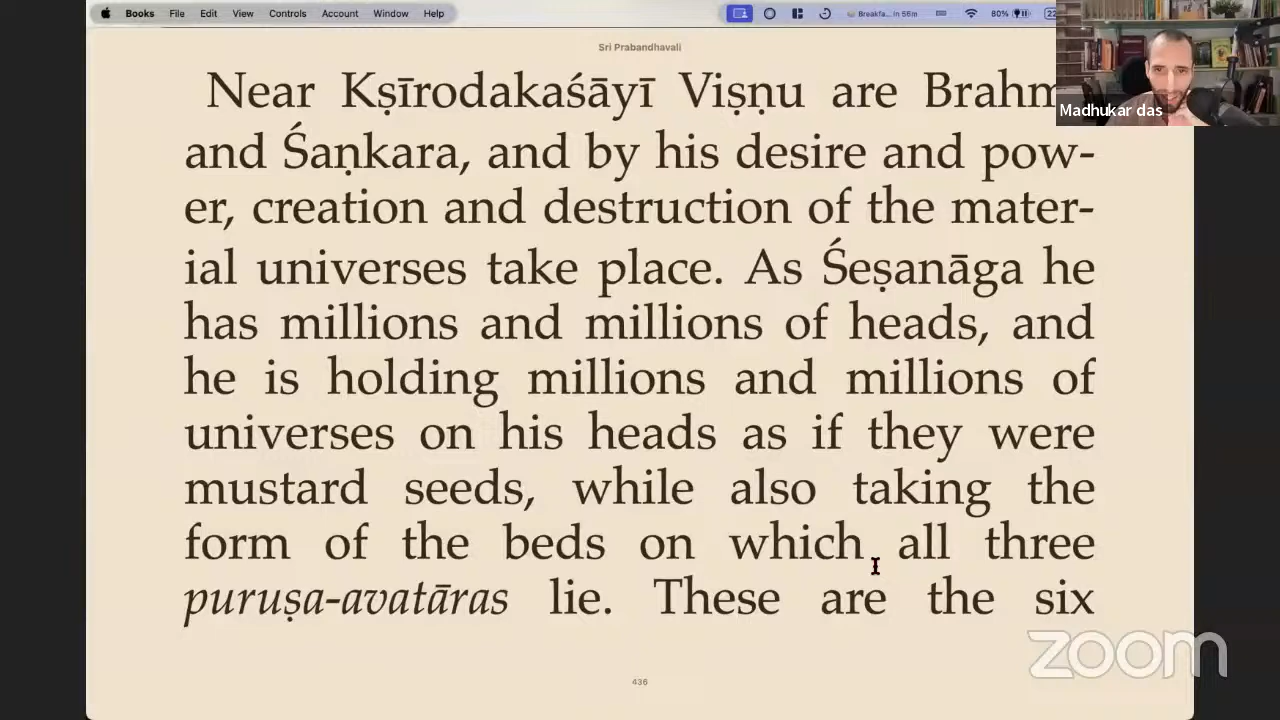 Books File Edit View Controls Account Window Help
Breakfa... in 56m 80%
Sri Prabandhavali
Near Kṣīrodakaśāyī Viṣṇu are Brahm
and Śaṇkara, and by his desire and pow-
er, creation and destruction of the mater-
ial universes take place. As Śeṣanāga he
has millions and millions of heads, and
he is holding millions and millions of
universes on his heads as if they were
mustard seeds, while also taking the
form of the beds on which all three
puruṣa-avatāras lie. These are the six
436
Madhukar das
zoom